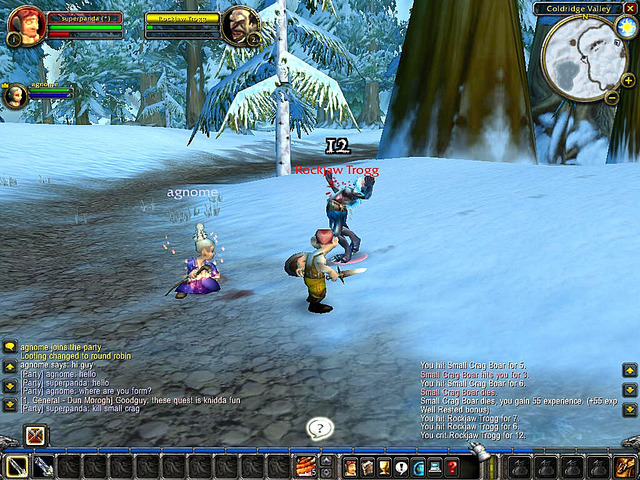 superpanda (*)
Rockjaw Trogg
2
agnome
Coldridge Valley
N
12
Rockjaw Trogg
agnome
agnome joins the party
Looting changed to round robin
agnome says: hi guy
[Party] agnome: hello
[Party] superpanda: hello
[Party] agnome: where are you form?
[1. General - Dun Morogh] Goodguy: these quest is knidda fun
[Party] superpanda: kill small crag
You hit Small Crag Boar for 5.
Small Crag Boar hits you for 3.
You hit Small Crag Boar for 6.
Small Crag Boar dies.
Small Crag Boar dies, you gain 55 experience. (+55 exp
Well Rested bonus)
You hit Rockjaw Trogg for 7.
You hit Rockjaw Trogg for 6.
You crit Rockjaw Trogg for 12.
?